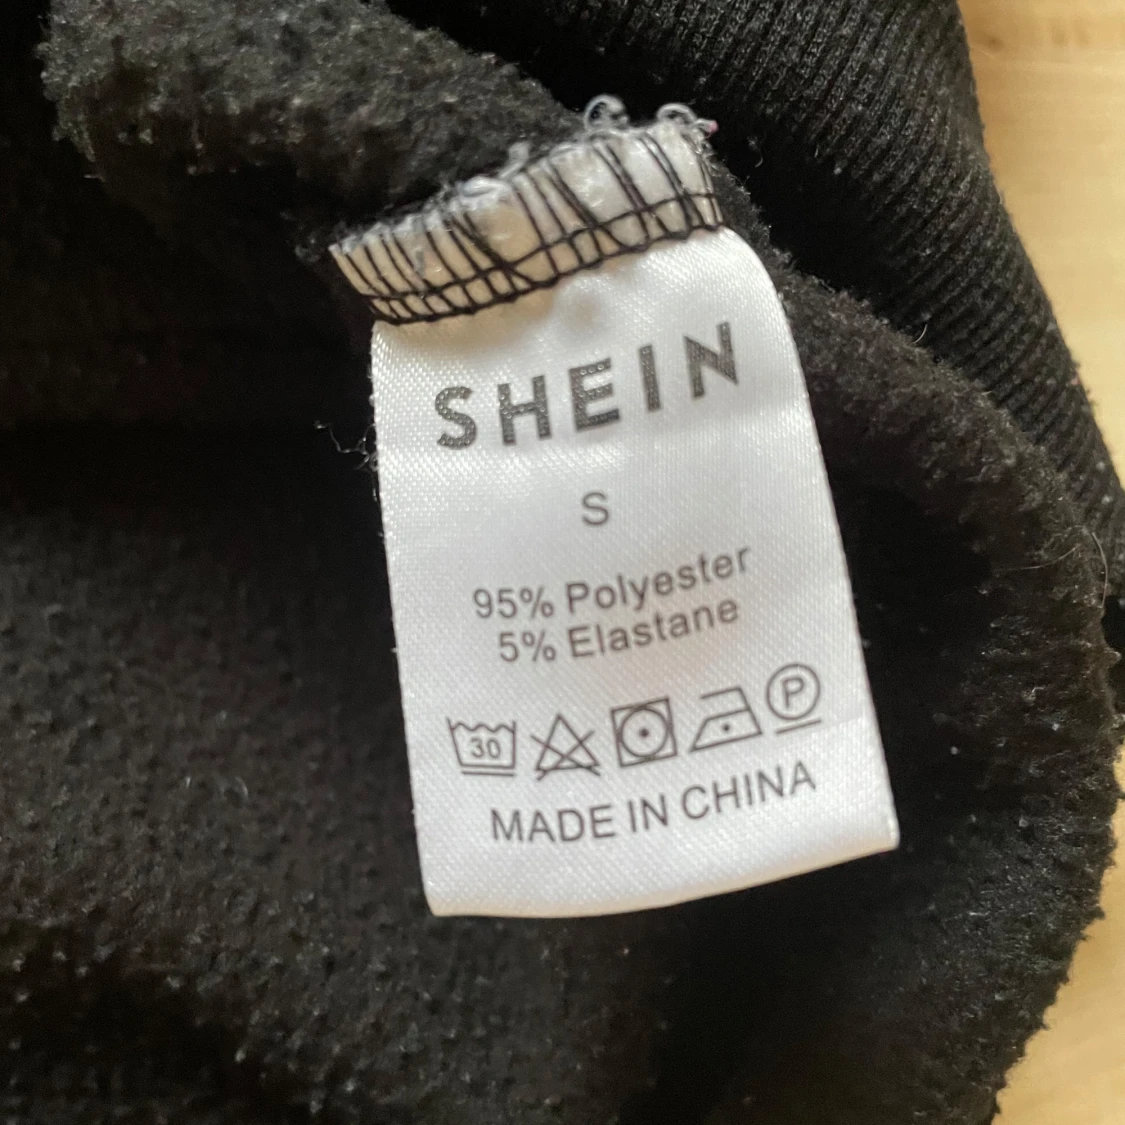 SHEIN
S
95% Polyester
5% Elastane
30 P
MADE IN CHINA